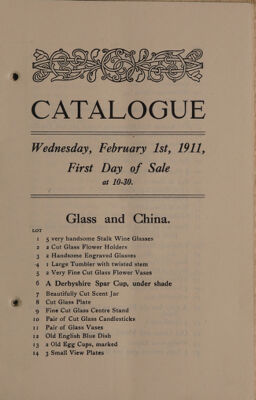 CATALOGUE
Wednesday, February 1st, 1911,
First Day of Sale
at 10-30.
Glass and China.
LOT
1 5 very handsome Stalk Wine Glasses
2 2 Cut Glass Flower Holders
3 2 Handsome Engraved Glasses
4 1 Large Tumbler with twisted stem
5 2 Very Fine Cut Glass Flower Vases
6 A Derbyshire Spar Cup, under shade
7 Beautifully Cut Scent Jar
8 Cut Glass Plate
9 Fine Cut Glass Centre Stand
10 Pair of Cut Glass Candlesticks
11 Pair of Glass Vases
12 Old English Blue Dish
13 2 Old Egg Cups, marked
14 3 Small View Plates